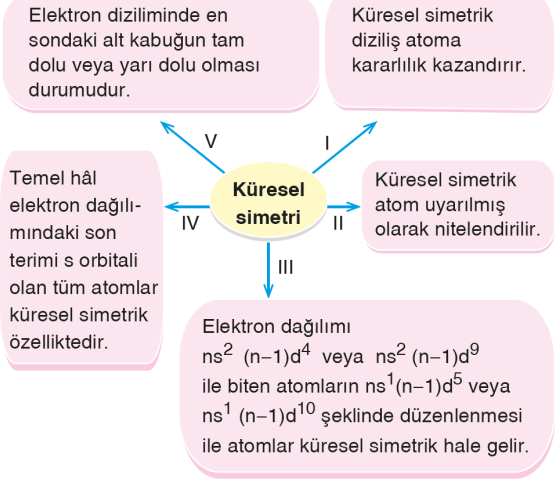 Elektron diziliminde en
sondaki alt kabuğun tam
dolu veya yarı dolu olması
durumudur.
Küresel simetrik
diziliş atoma
kararlılık kazandırır.
V
I
Temel hâl
elektron dağılı-
mındaki son
terimi s orbitali
olan tüm atomlar
küresel simetrik
özelliktedir.
IV
Küresel
simetri
II
Küresel simetrik
atom uyarılmış
olarak nitelendirilir.
III
Elektron dağılımı
ns² (n−1)d⁴ veya ns² (n−1)d⁹
ile biten atomların ns¹(n−1)d⁵ veya
ns¹ (n−1)d¹⁰ şeklinde düzenlenmesi
ile atomlar küresel simetrik hale gelir.